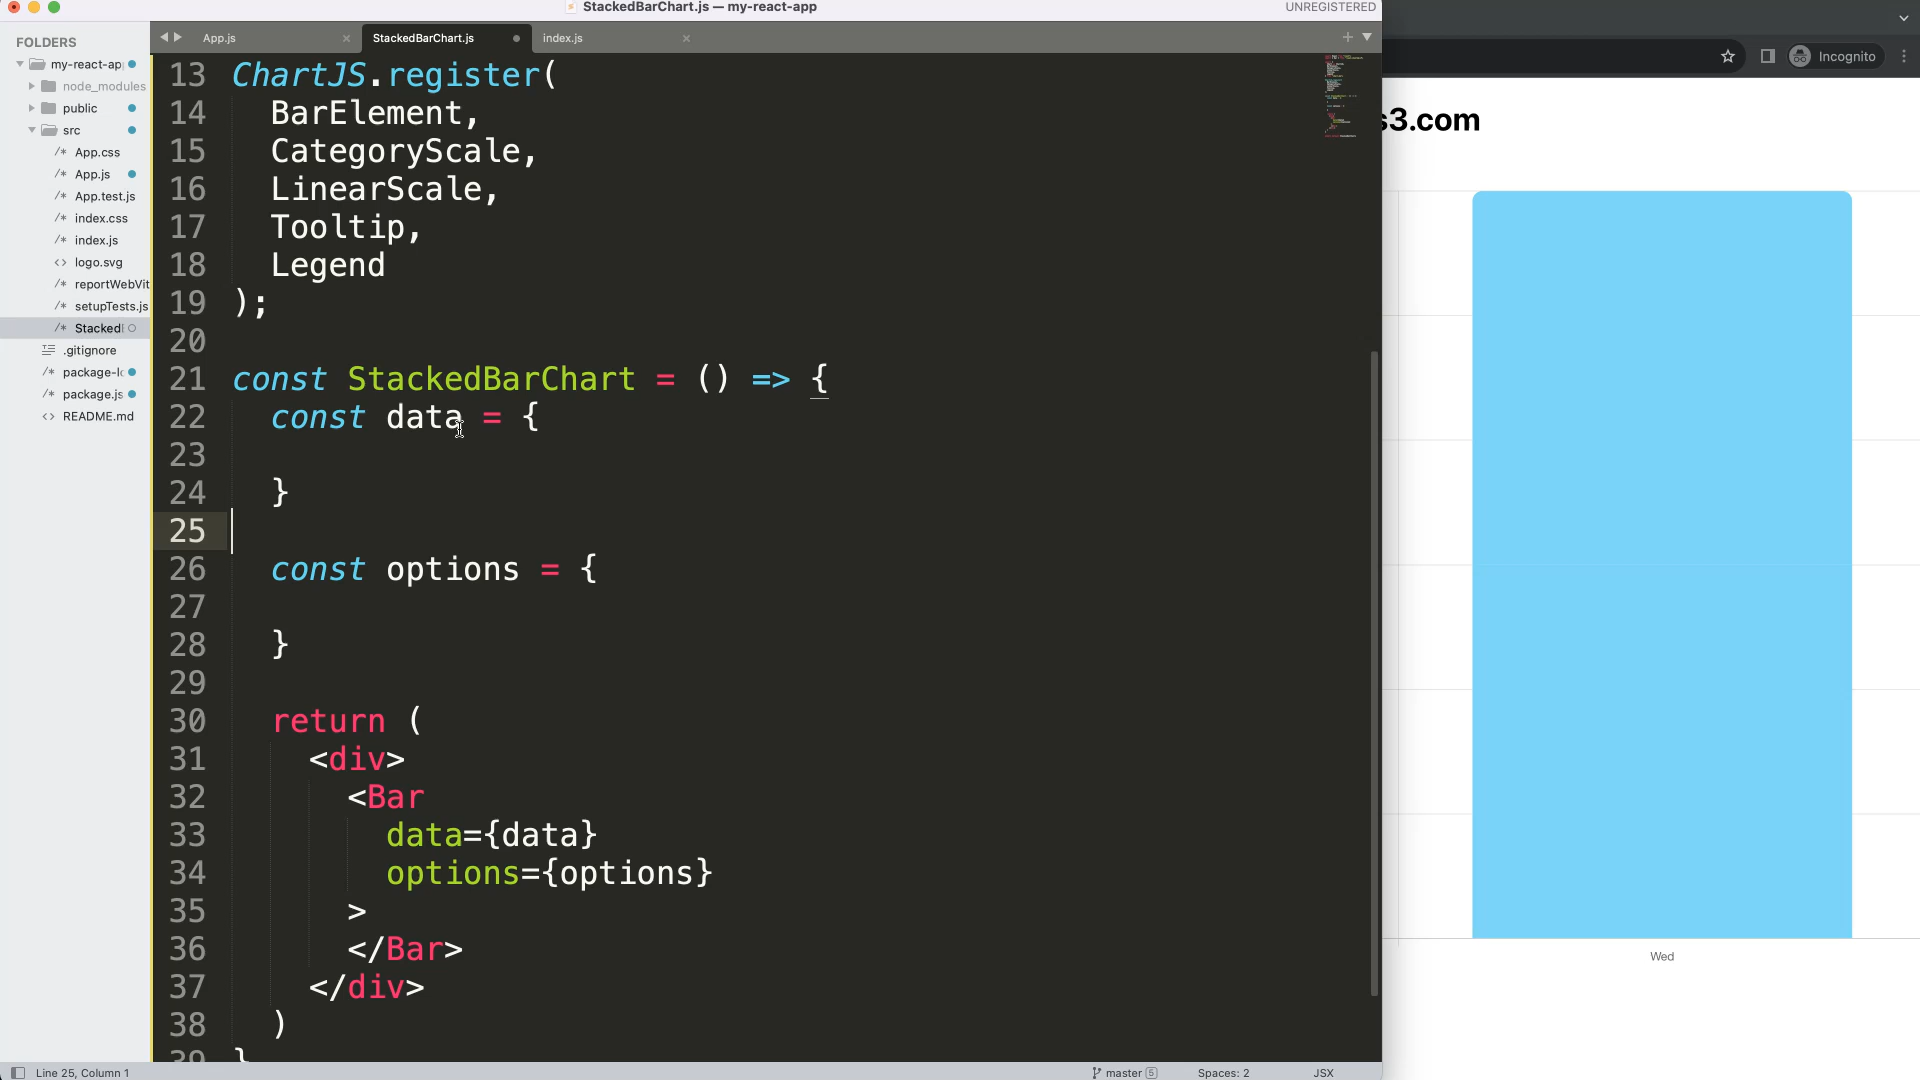 StackedBarChart.js — my-react-app
UNREGISTERED
FOLDERS
my-react-ap
node_modules
public
src
App.css
App.js
App.test.js
index.css
index.js
logo.svg
reportWebVit
setupTests.js
Stacked
.gitignore
package-l
package.js
README.md
App.js
StackedBarChart.js
index.js
13 ChartJS.register(
14 BarElement,
15 CategoryScale,
16 LinearScale,
17 Tooltip,
18 Legend
19 );
20
21 const StackedBarChart = () => {
22 const data = {
23
24 }
25
26 const options = {
27
28 }
29
30 return (
31 <div>
32 <Bar
33 data={data}
34 options={options}
35 >
36 </Bar>
37 </div>
38 )
39 }
Line 25, Column 1
master 5
Spaces: 2
JSX
Incognito
s3.com
Wed